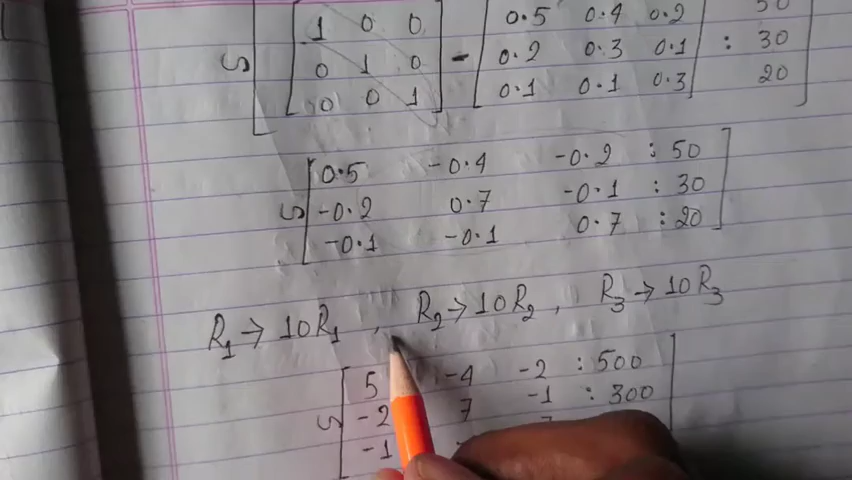 1 0 0 0.5 0.4 0.2 50
~ 0 1 0 - 0.2 0.3 0.1 : 30
0 0 1 0.1 0.1 0.3 20
0.5 -0.4 -0.2 : 50
~ -0.2 0.7 -0.1 : 30
-0.1 -0.1 0.7 : 20
R₁→10R₁ , R₂→10R₂ , R₃→10R₃
5 -4 -2 : 500
~ -2 7 -1 : 300
-1